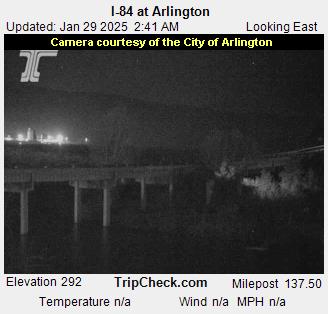 I-84 at Arlington
Updated: Jan 29 2025 2:41 AM Looking East
Camera courtesy of the City of Arlington
Elevation 292 TripCheck.com Milepost 137.50
Temperature n/a Wind n/a MPH n/a